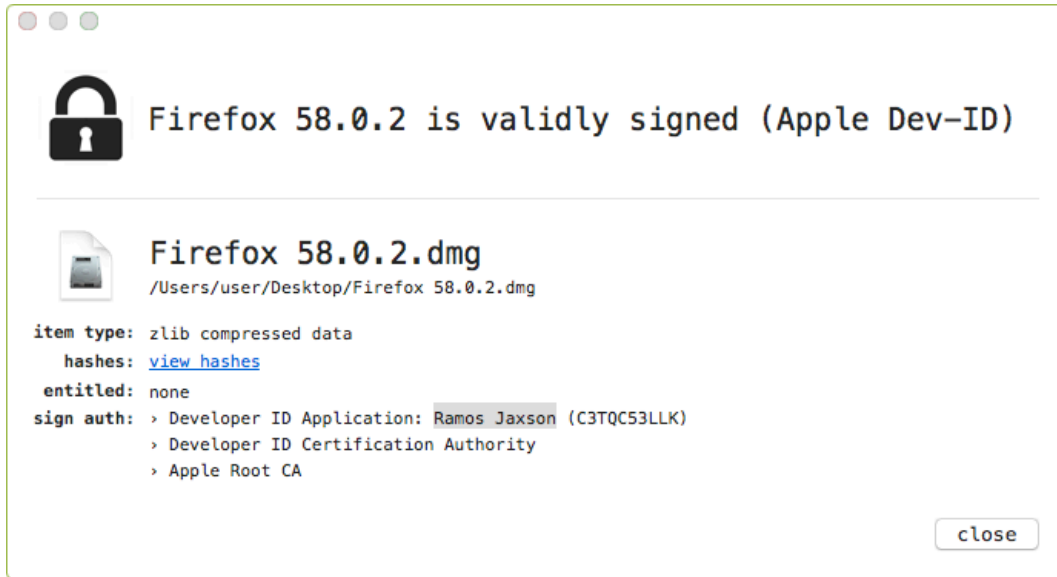 Firefox 58.0.2 is validly signed (Apple Dev-ID)
Firefox 58.0.2.dmg
/Users/user/Desktop/Firefox 58.0.2.dmg
item type: zlib compressed data
hashes: view hashes
entitled: none
sign auth: › Developer ID Application: Ramos Jaxson (C3TQC53LLK)
› Developer ID Certification Authority
› Apple Root CA
close